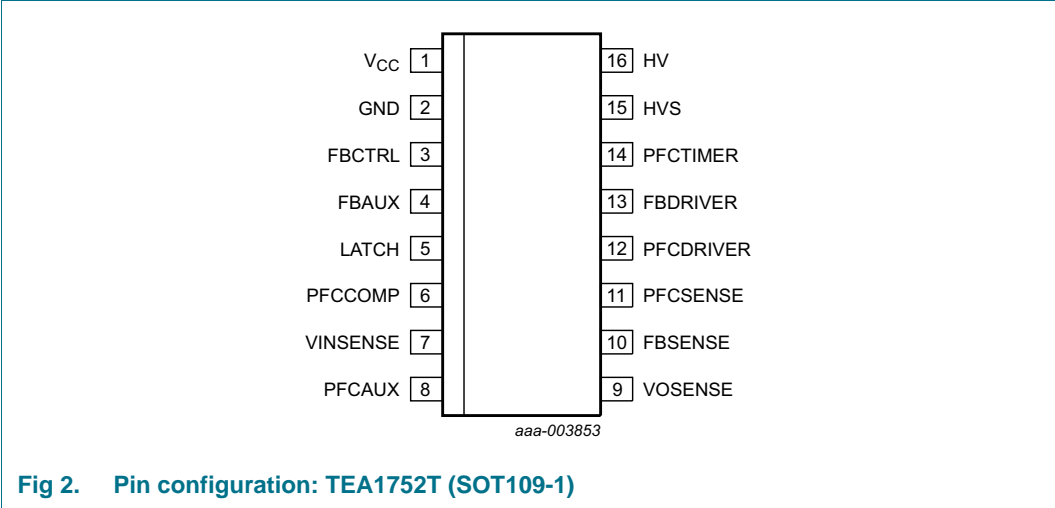 V_CC 1 16 HV
GND 2 15 HVS
FBCTRL 3 14 PFCTIMER
FBAUX 4 13 FBDRIVER
LATCH 5 12 PFCDRIVER
PFCCOMP 6 11 PFCSENSE
VINSENSE 7 10 FBSENSE
PFCAUX 8 9 VOSENSE
aaa-003853
Fig 2. Pin configuration: TEA1752T (SOT109-1)